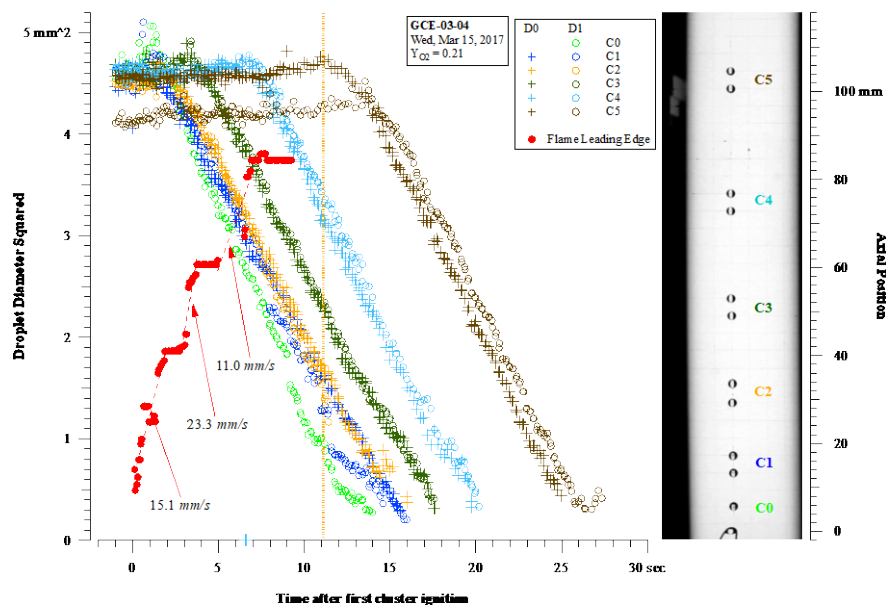 5 mm^2
4
3
2
1
0
Droplet Diameter Squared
GCE-03-04
Wed, Mar 15, 2017
Y_O2 = 0.21
D0 D1
C0
C1
C2
C3
C4
C5
Flame Leading Edge
11.0 mm/s
23.3 mm/s
15.1 mm/s
0 5 10 15 20 25 30 sec
Time after first cluster ignition
C5
C4
C3
C2
C1
C0
100 mm
80
60
40
20
0
Axial Position